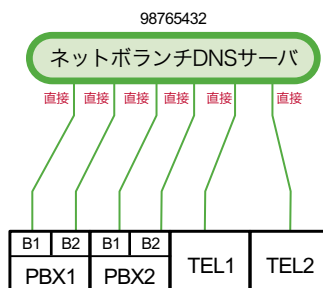 98765432
ネットボランチDNSサーバ
直接 直接 直接 直接 直接 直接
B1 B2 B1 B2
PBX1 PBX2 TEL1 TEL2